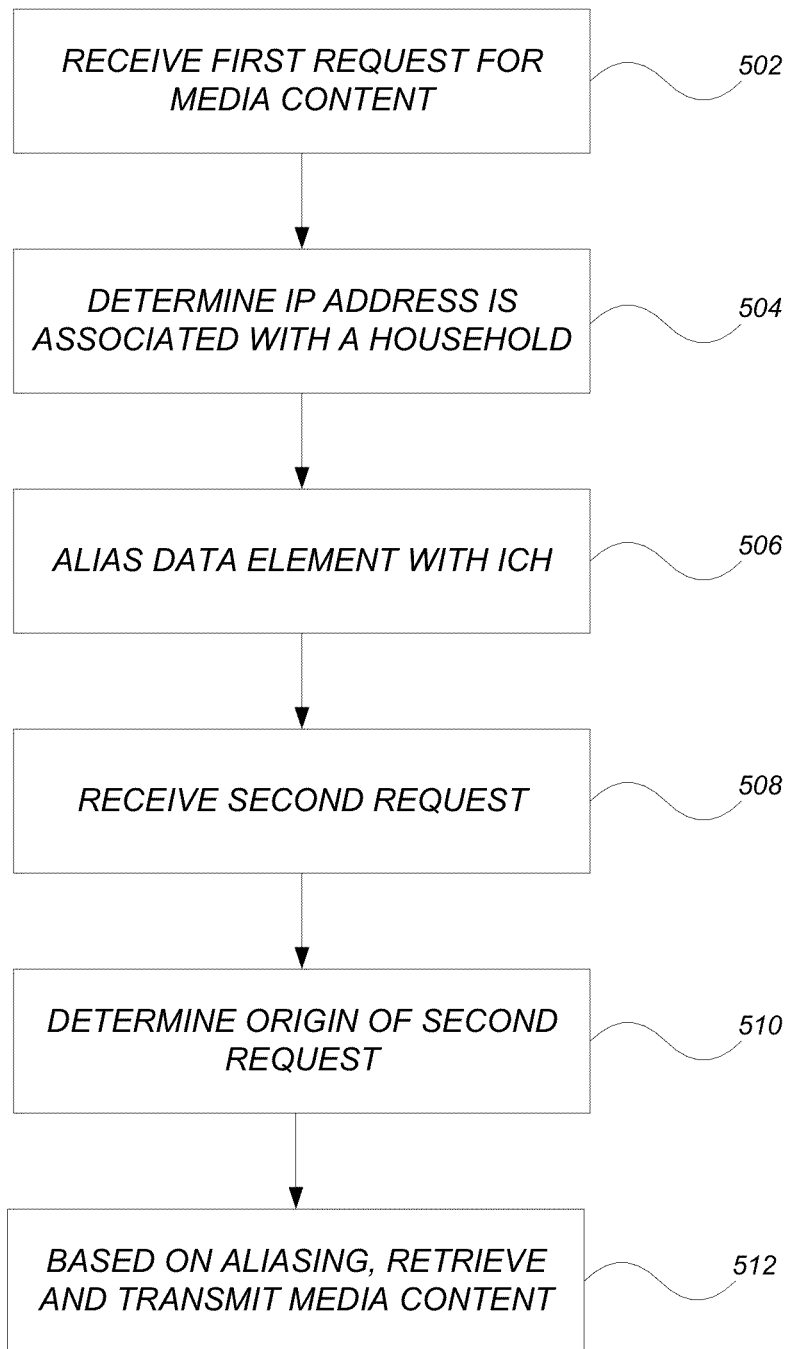 RECEIVE FIRST REQUEST FOR
MEDIA CONTENT
502
DETERMINE IP ADDRESS IS
ASSOCIATED WITH A HOUSEHOLD
504
ALIAS DATA ELEMENT WITH ICH
506
RECEIVE SECOND REQUEST
508
DETERMINE ORIGIN OF SECOND
REQUEST
510
BASED ON ALIASING, RETRIEVE
AND TRANSMIT MEDIA CONTENT
512